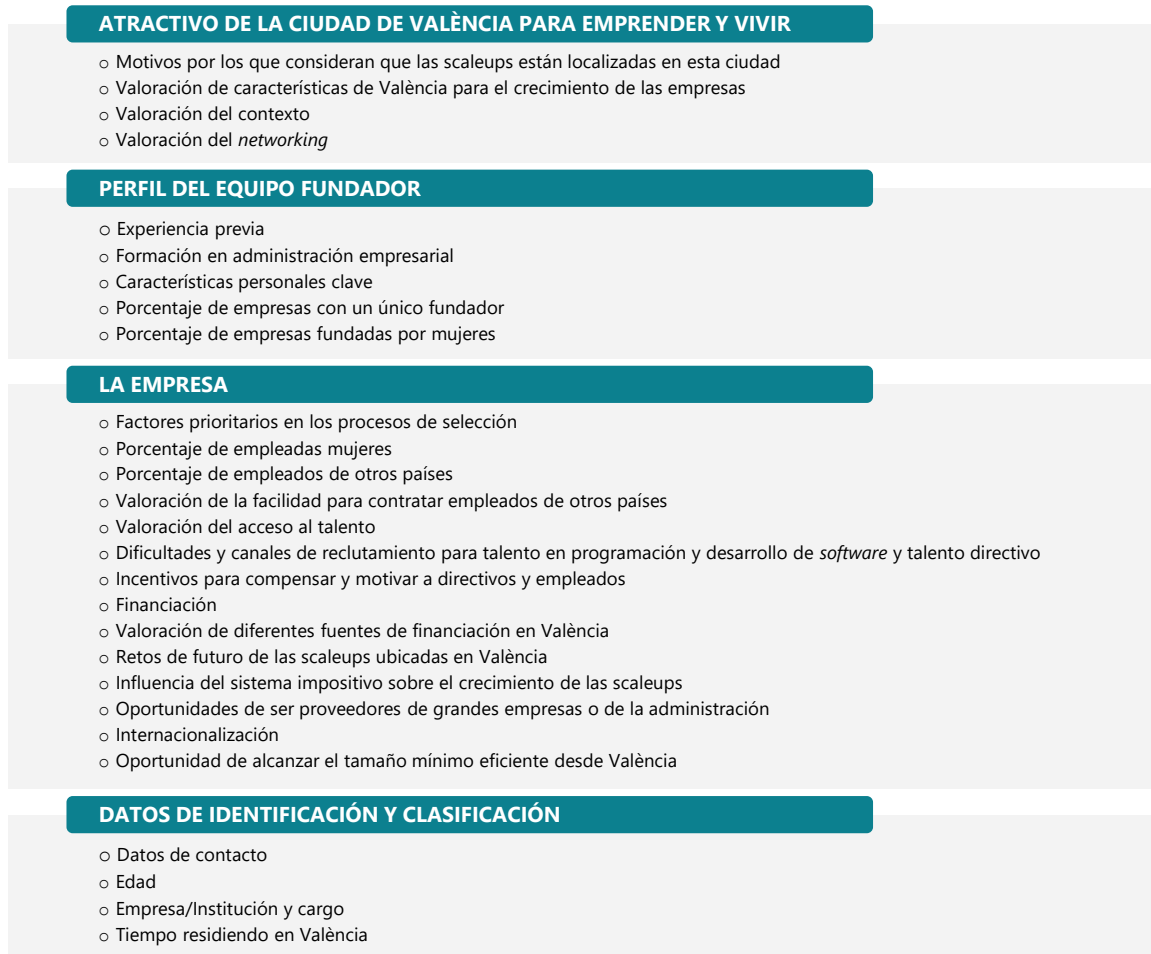 ATRACTIVO DE LA CIUDAD DE VALÈNCIA PARA EMPRENDER Y VIVIR
o Motivos por los que consideran que las scaleups están localizadas en esta ciudad
o Valoración de características de València para el crecimiento de las empresas
o Valoración del contexto
o Valoración del networking
PERFIL DEL EQUIPO FUNDADOR
o Experiencia previa
o Formación en administración empresarial
o Características personales clave
o Porcentaje de empresas con un único fundador
o Porcentaje de empresas fundadas por mujeres
LA EMPRESA
o Factores prioritarios en los procesos de selección
o Porcentaje de empleadas mujeres
o Porcentaje de empleados de otros países
o Valoración de la facilidad para contratar empleados de otros países
o Valoración del acceso al talento
o Dificultades y canales de reclutamiento para talento en programación y desarrollo de software y talento directivo
o Incentivos para compensar y motivar a directivos y empleados
o Financiación
o Valoración de diferentes fuentes de financiación en València
o Retos de futuro de las scaleups ubicadas en València
o Influencia del sistema impositivo sobre el crecimiento de las scaleups
o Oportunidades de ser proveedores de grandes empresas o de la administración
o Internacionalización
o Oportunidad de alcanzar el tamaño mínimo eficiente desde València
DATOS DE IDENTIFICACIÓN Y CLASIFICACIÓN
o Datos de contacto
o Edad
o Empresa/Institución y cargo
o Tiempo residiendo en València